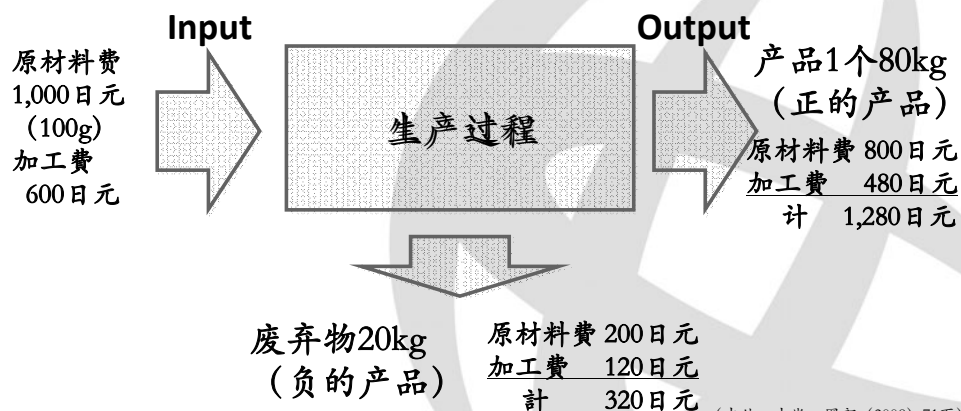 Input
原材料费
1,000日元
(100g)
加工費
600日元
生产过程
Output
产品1个80kg
(正的产品)
原材料费 800日元
加工费 480日元
计 1,280日元
废弃物20kg
(负的产品)
原材料费 200日元
加工费 120日元
計 320日元